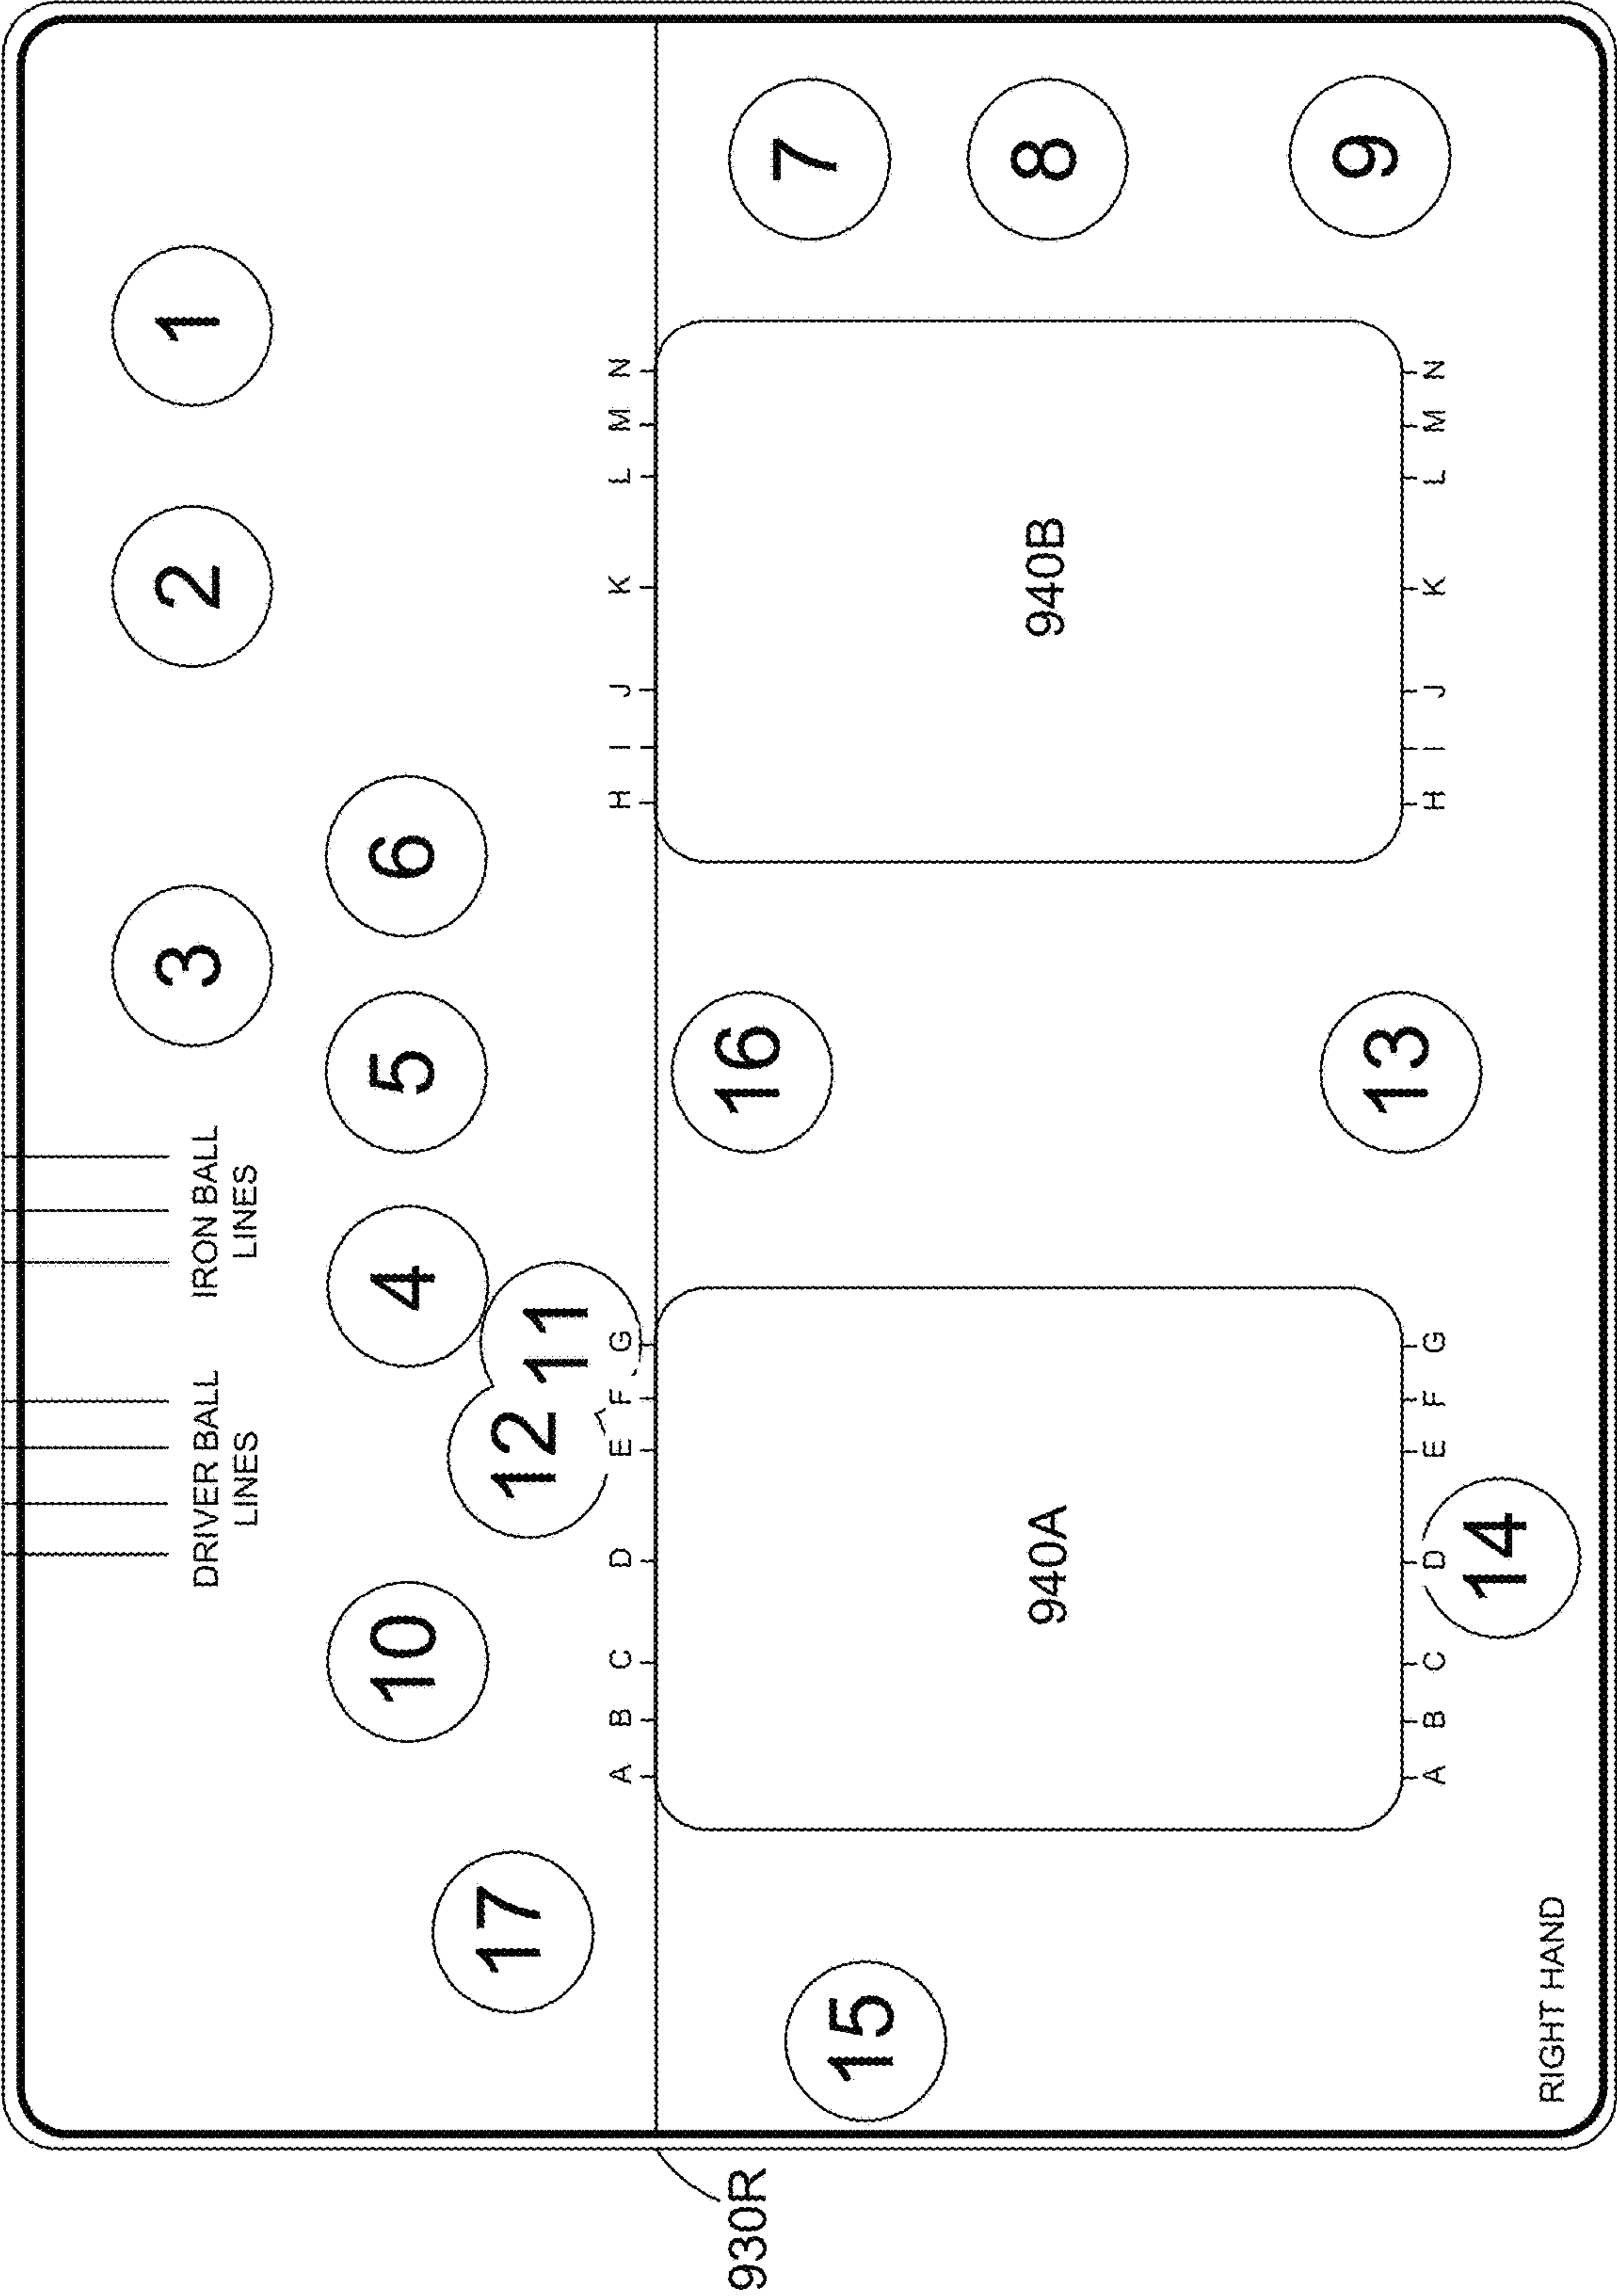 DRIVER BALL
LINES
IRON BALL
LINES
3
2
1
10
4
5
6
17
12
11
A B C D E F G
H I J K L M N
930R
16
7
15
940A
940B
8
13
9
A B C D E F G
H I J K L M N
14
RIGHT HAND